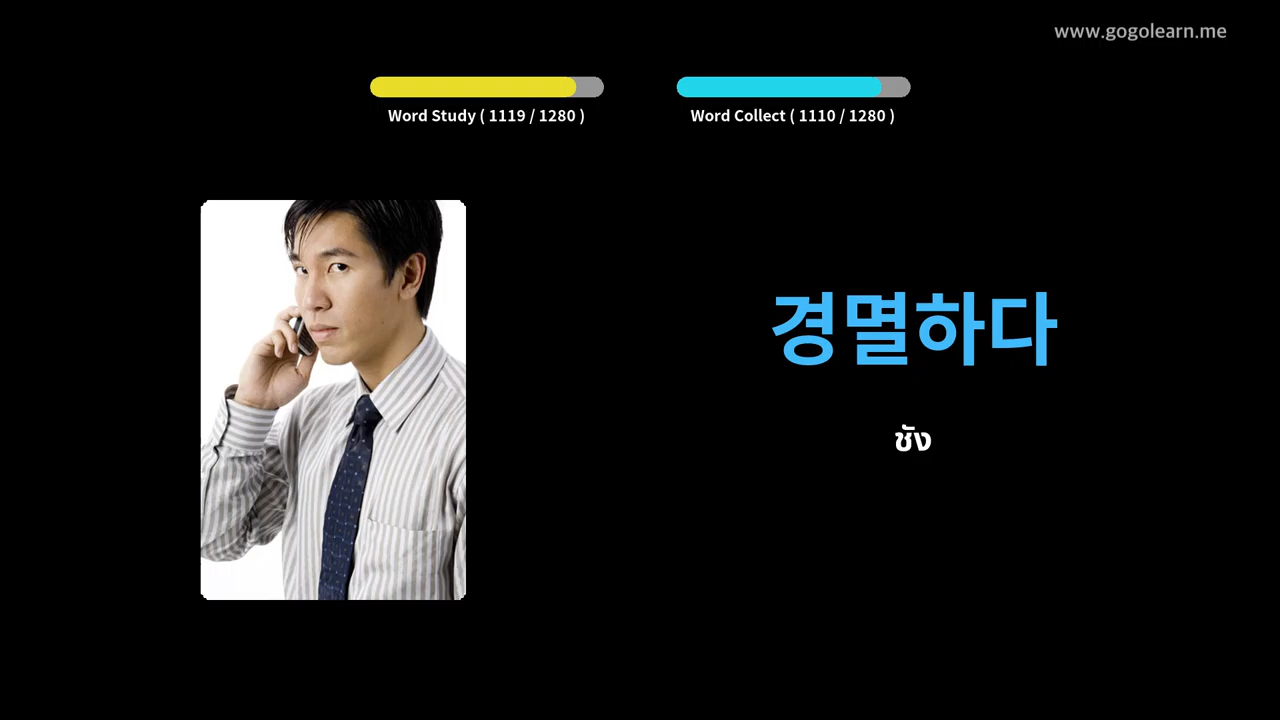 www.gogolearn.me
Word Study ( 1119 / 1280 )
Word Collect ( 1110 / 1280 )
경멸하다
ชัง